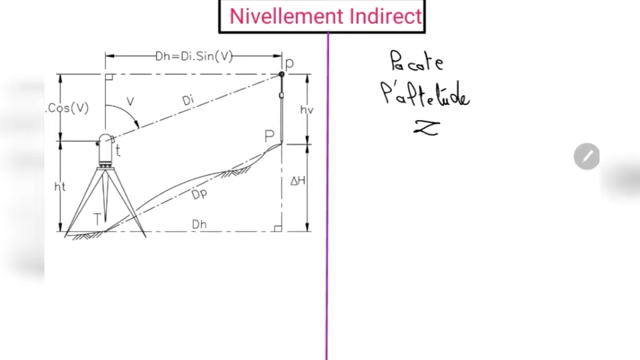 Nivellement Indirect
Dh=Di.Sin(V)
p
.Cos(V)
V
Di
hv
t
P
ht
ΔH
Dp
T
Dh
la cote
l'altitude
Z